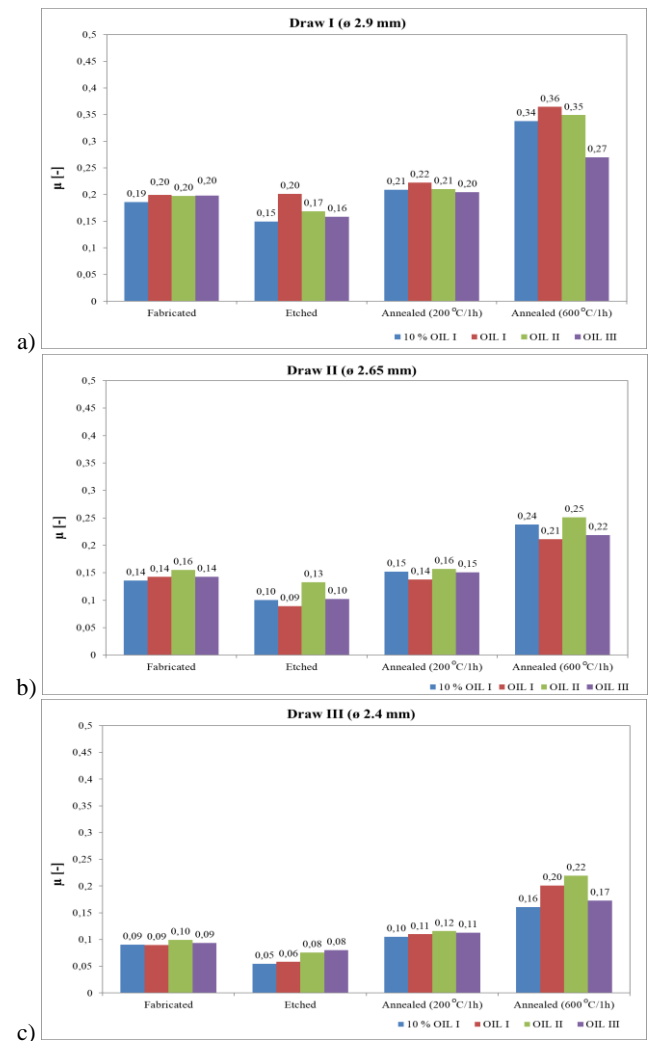 Draw I (ø 2.9 mm)
0,5
0,45
0,4
0,35
0,3
0,25
0,2
0,15
0,1
0,05
0
μ [-]
0,19 0,20 0,20 0,20
0,15 0,20 0,17 0,16
0,21 0,22 0,21 0,20
0,34 0,36 0,35 0,27
Fabricated Etched Annealed (200°C/1h) Annealed (600°C/1h)
10 % OIL I OIL I OIL II OIL III
a)
Draw II (ø 2.65 mm)
0,5
0,45
0,4
0,35
0,3
0,25
0,2
0,15
0,1
0,05
0
μ [-]
0,14 0,14 0,16 0,14
0,10 0,09 0,13 0,10
0,15 0,14 0,16 0,15
0,24 0,21 0,25 0,22
Fabricated Etched Annealed (200°C/1h) Annealed (600°C/1h)
10 % OIL I OIL I OIL II OIL III
b)
Draw III (ø 2.4 mm)
0,5
0,45
0,4
0,35
0,3
0,25
0,2
0,15
0,1
0,05
0
μ [-]
0,09 0,09 0,10 0,09
0,05 0,06 0,08 0,08
0,10 0,11 0,12 0,11
0,16 0,20 0,22 0,17
Fabricated Etched Annealed (200°C/1h) Annealed (600°C/1h)
10 % OIL I OIL I OIL II OIL III
c)